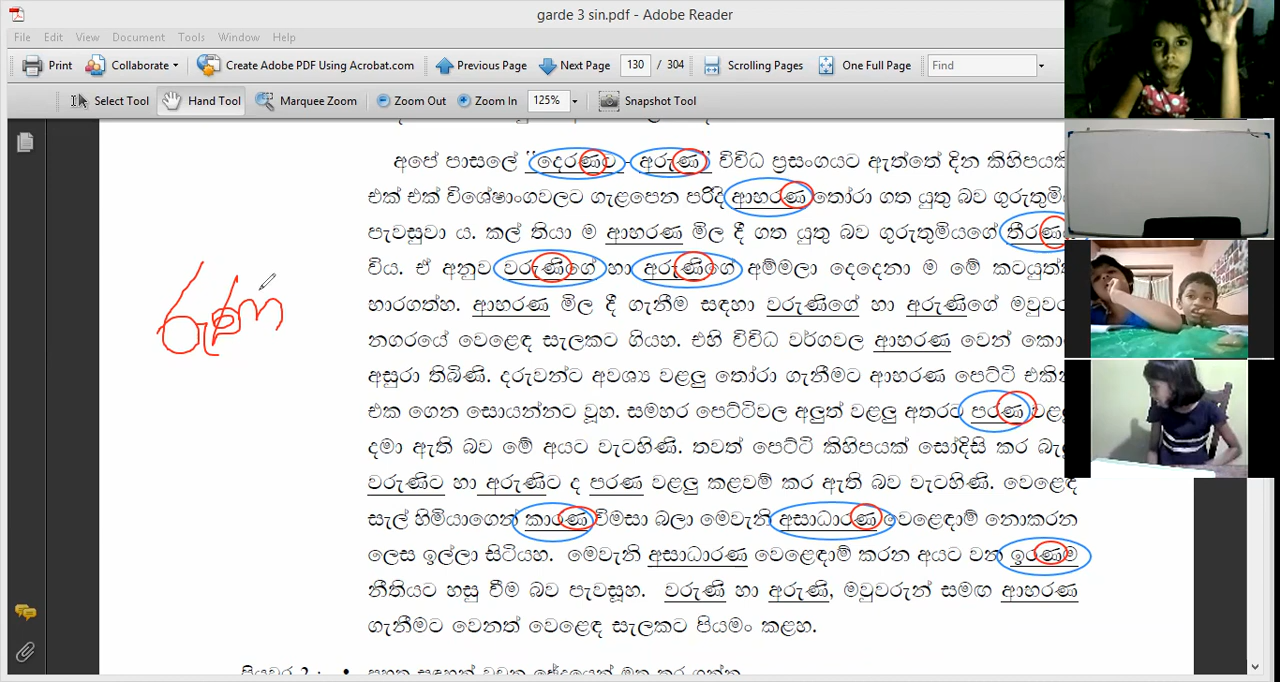 garde 3 sin.pdf - Adobe Reader
File Edit View Document Tools Window Help
Print Collaborate Create Adobe PDF Using Acrobat.com Previous Page Next Page 130 / 304 Scrolling Pages One Full Page Find
Select Tool Hand Tool Marquee Zoom Zoom Out Zoom In 125% Snapshot Tool
අපේ පාසලේ "දෙරණට - අරුණ" විවිධ ප්‍රසංගයට ඇත්තේ දින කිහිපයකි
එක් එක් විශේෂාංගවලට ගැළපෙන පරිදි ආභරණ තෝරා ගත යුතු බව ගුරුතුමිය
පැවසුවා ය. කල් තියා ම ආභරණ මිල දී ගත යුතු බව ගුරුතුමියගේ තීරණය
විය. ඒ අනුව වරුණිගේ හා අරුණිගේ අම්මලා දෙදෙනා ම මේ කටයුත්ත
භාරගත්හ. ආභරණ මිල දී ගැනීම සඳහා වරුණිගේ හා අරුණිගේ මවුවරු
නගරයේ වෙළෙඳ සැලකට ගියහ. එහි විවිධ වර්ගවල ආභරණ වෙන් කොට
අසුරා තිබිණි. දරුවන්ට අවශ්‍ය වළලු තෝරා ගැනීමට ආභරණ පෙට්ටි එකින්
එක ගෙන සොයන්නට වූහ. සමහර පෙට්ටිවල අලුත් වළලු අතරට පරණ වළලු
දමා ඇති බව මේ අයට වැටහිණි. තවත් පෙට්ටි කිහිපයක් සෝදිසි කර බැලූ
වරුණිට හා අරුණිට ද පරණ වළලු කළවම් කර ඇති බව වැටහිණි. වෙළෙඳ
සැල් හිමියාගෙන් කාරණ විමසා බලා මෙවැනි අසාධාරණ වෙළෙඳාම් නොකරන
ලෙස ඉල්ලා සිටියහ. මෙවැනි අසාධාරණ වෙළෙඳාම් කරන අයට වන ඉරණම
නීතියට හසු වීම බව පැවසූහ. වරුණි හා අරුණි, මවුවරුන් සමඟ ආභරණ
ගැනීමට වෙනත් වෙළෙඳ සැලකට පියමං කළහ.